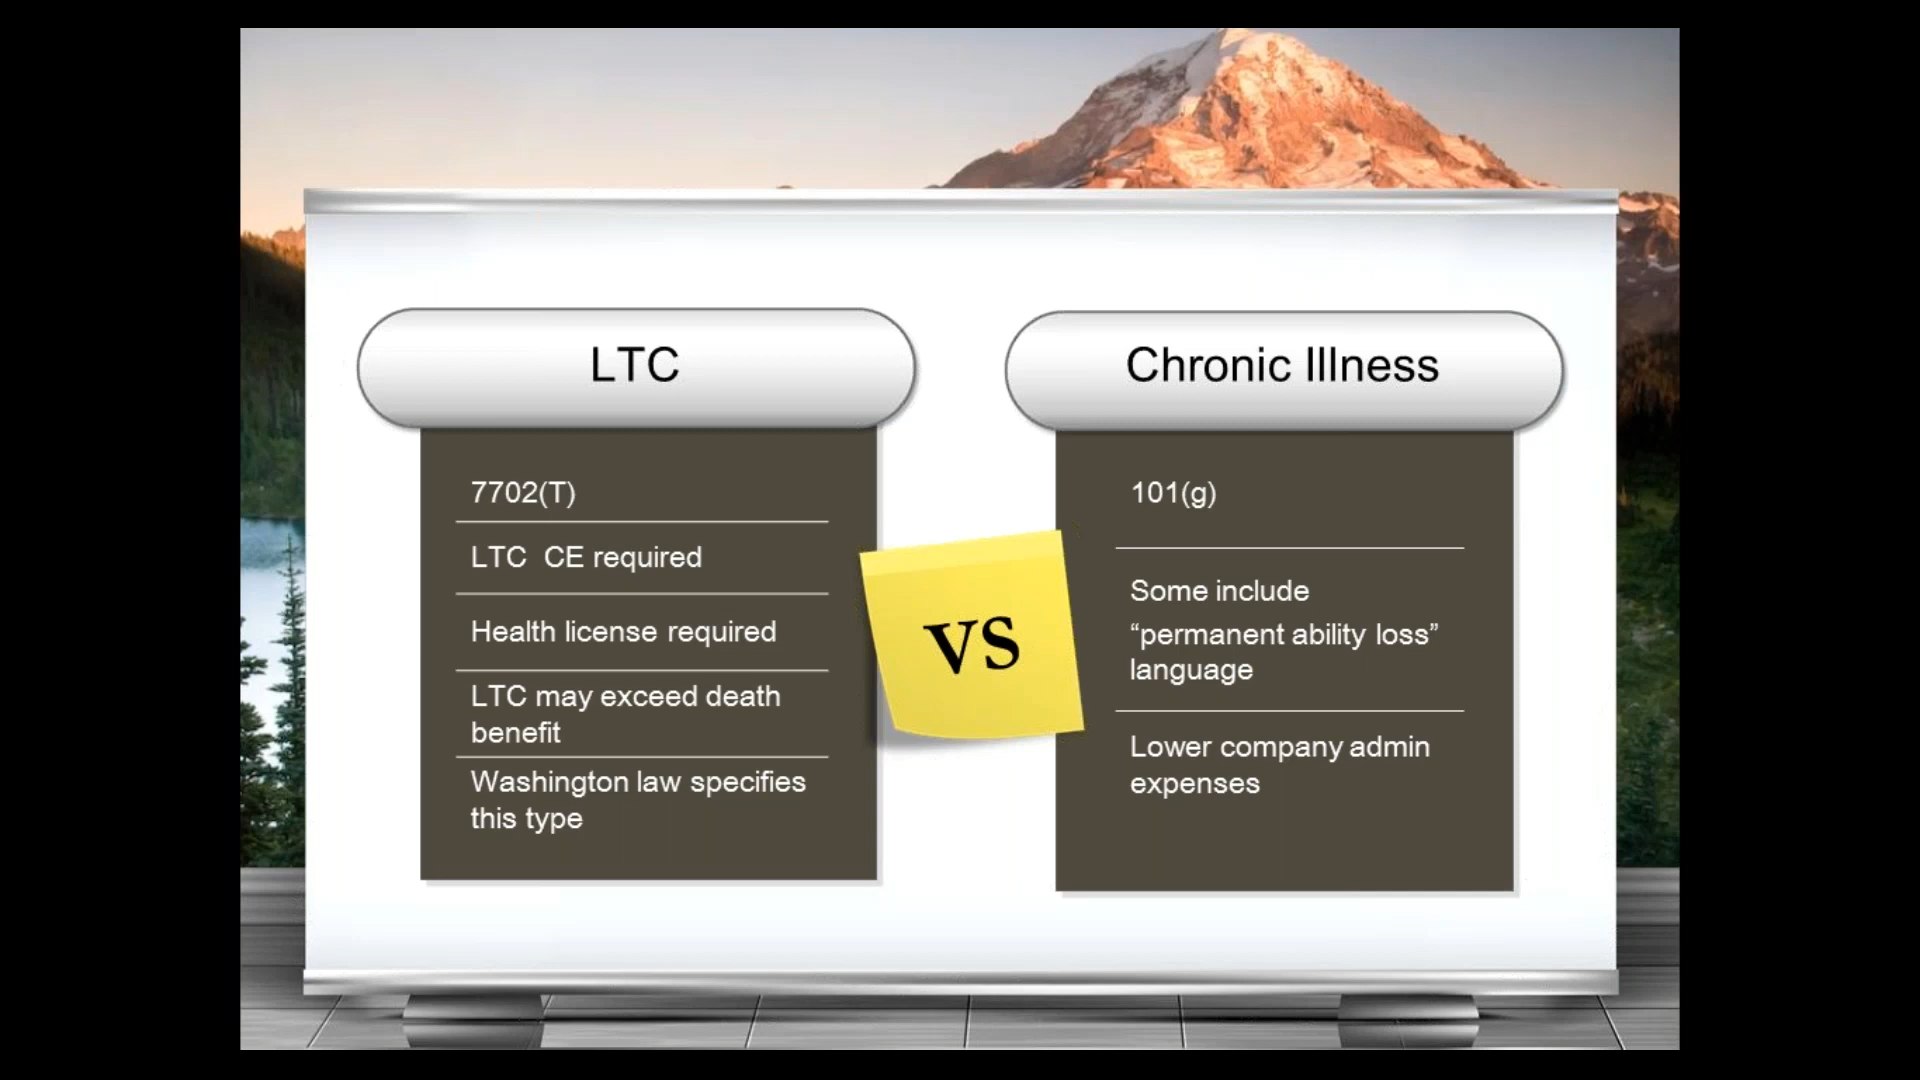 LTC
7702(T)
LTC  CE required
Health license required
LTC may exceed death
benefit
Washington law specifies
this type
vs
Chronic Illness
101(g)
Some include
“permanent ability loss”
language
Lower company admin
expenses